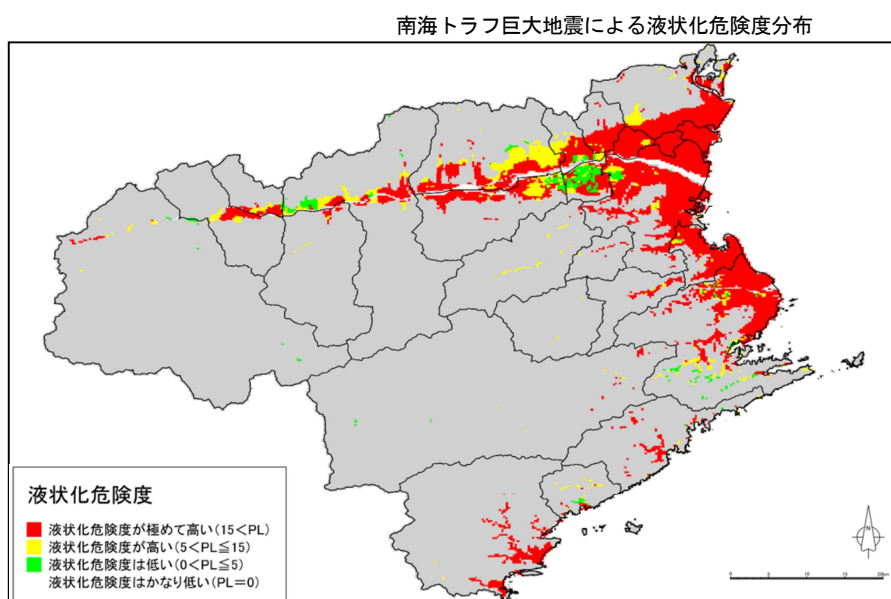 南海トラフ巨大地震による液状化危険度分布
液状化危険度
液状化危険度が極めて高い(15<PL)
液状化危険度が高い(5<PL≦15)
液状化危険度は低い(0<PL≦5)
液状化危険度はかなり低い(PL=0)